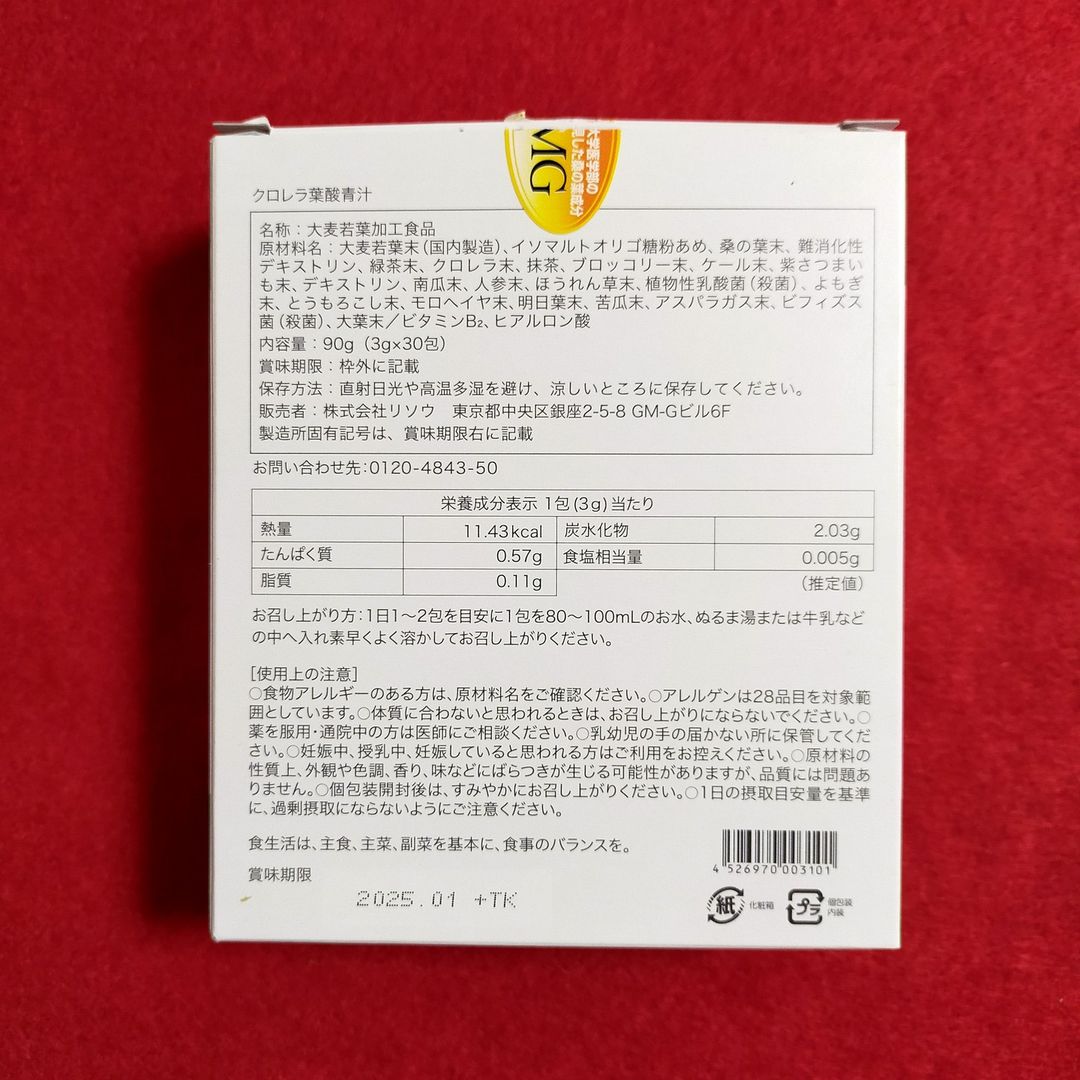 大学医学部の
した桑の葉成分
MG
クロレラ葉酸青汁
名称：大麦若葉加工食品
原材料名：大麦若葉末（国内製造）、イソマルトオリゴ糖粉あめ、桑の葉末、難消化性
デキストリン、緑茶末、クロレラ末、抹茶、ブロッコリー末、ケール末、紫さつまい
も末、デキストリン、南瓜末、人参末、ほうれん草末、植物性乳酸菌（殺菌）、よもぎ
末、とうもろこし末、モロヘイヤ末、明日葉末、苦瓜末、アスパラガス末、ビフィズス
菌（殺菌）、大葉末／ビタミンB₂、ヒアルロン酸
内容量：90g（3g×30包）
賞味期限：枠外に記載
保存方法：直射日光や高温多湿を避け、涼しいところに保存してください。
販売者：株式会社リソウ　東京都中央区銀座2-5-8 GM-Gビル6F
製造所固有記号は、賞味期限右に記載
お問い合わせ先：0120-4843-50
栄養成分表示 1包（3g）当たり
熱量 11.43kcal 炭水化物 2.03g
たんぱく質 0.57g 食塩相当量 0.005g
脂質 0.11g （推定値）
お召し上がり方：1日1～2包を目安に1包を80～100mLのお水、ぬるま湯または牛乳など
の中へ入れ素早くよく溶かしてお召し上がりください。
［使用上の注意］
○食物アレルギーのある方は、原材料名をご確認ください。○アレルゲンは28品目を対象範
囲としています。○体質に合わないと思われるときは、お召し上がりにならないでください。○
薬を服用・通院中の方は医師にご相談ください。○乳幼児の手の届かない所に保管してくだ
さい。○妊娠中、授乳中、妊娠していると思われる方はご利用をお控えください。○原材料の
性質上、外観や色調、香り、味などにばらつきが生じる可能性がありますが、品質には問題あ
りません。○個包装開封後は、すみやかにお召し上がりください。○1日の摂取目安量を基準
に、過剰摂取にならないようにご注意ください。
食生活は、主食、主菜、副菜を基本に、食事のバランスを。
賞味期限
2025.01 +TK
4 526970 003101
紙 化粧箱
プラ 個包装
内装